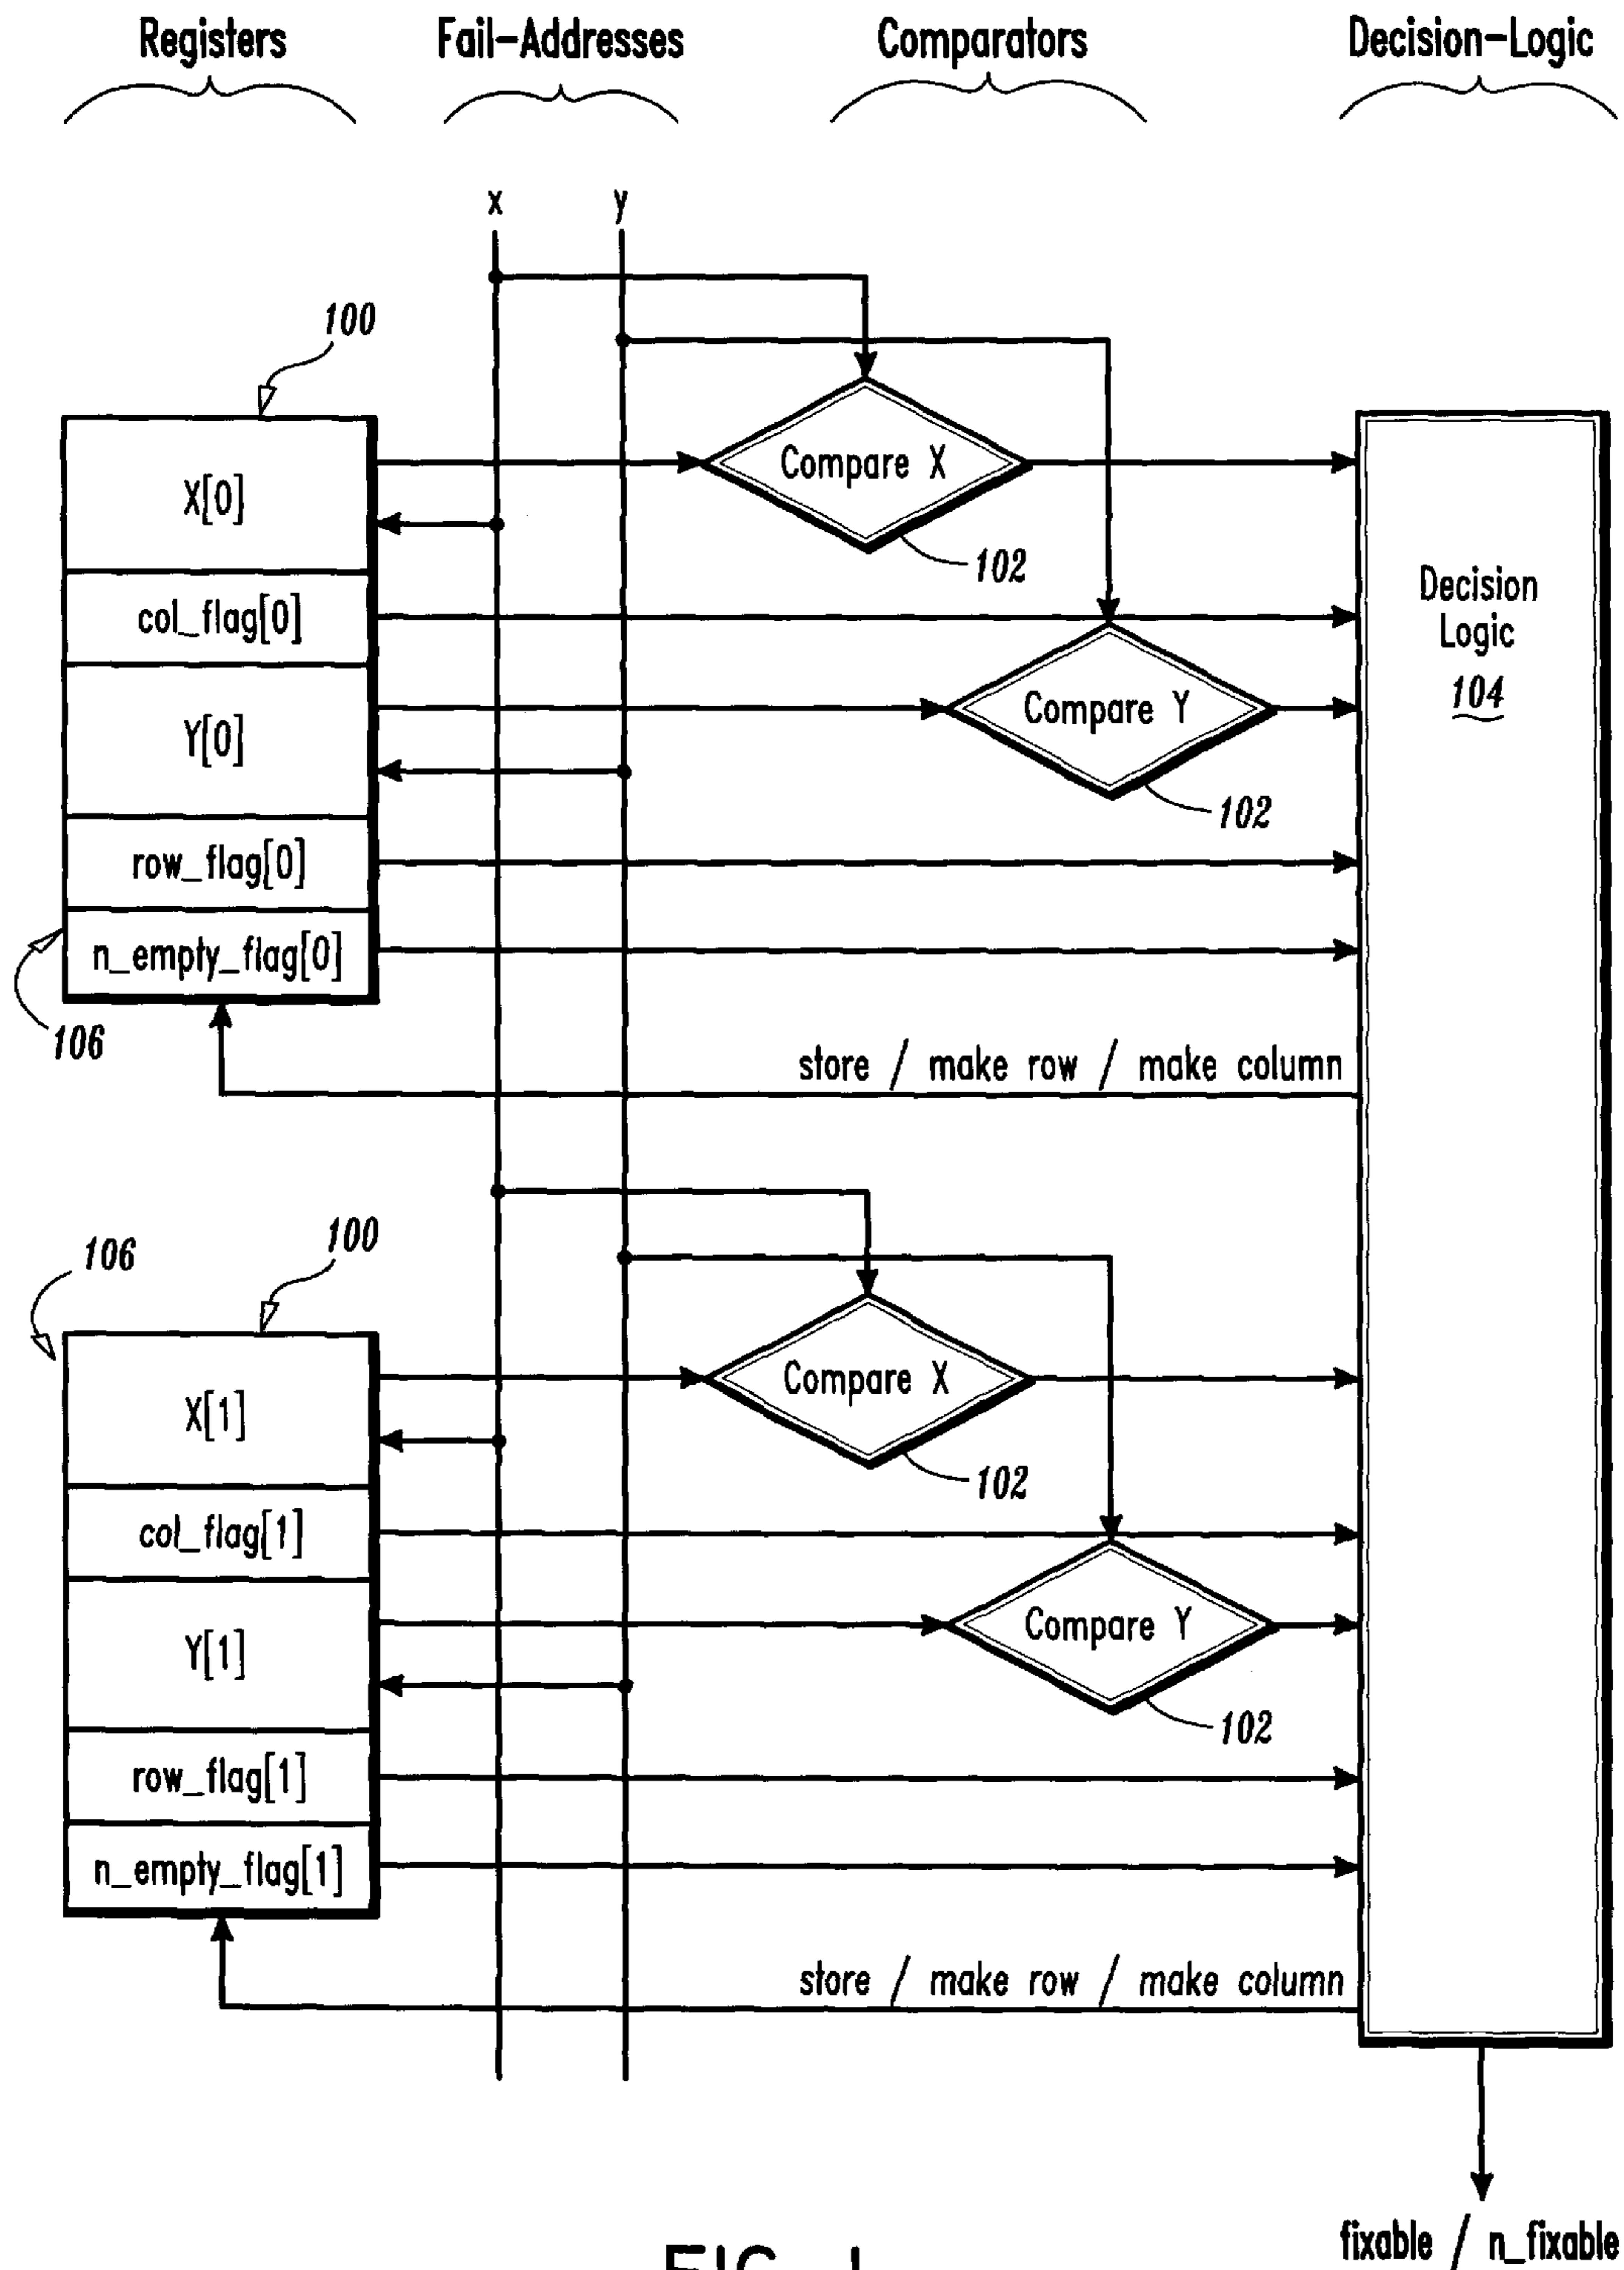 Registers Fail-Addresses Comparators Decision-Logic
x y
100
X[0]
Compare X
102
col_flag[0]
Decision
Logic
104
Y[0]
Compare Y
102
row_flag[0]
n_empty_flag[0]
106
store / make row / make column
106
100
X[1]
Compare X
102
col_flag[1]
Y[1]
Compare Y
102
row_flag[1]
n_empty_flag[1]
store / make row / make column
fixable / n_fixable